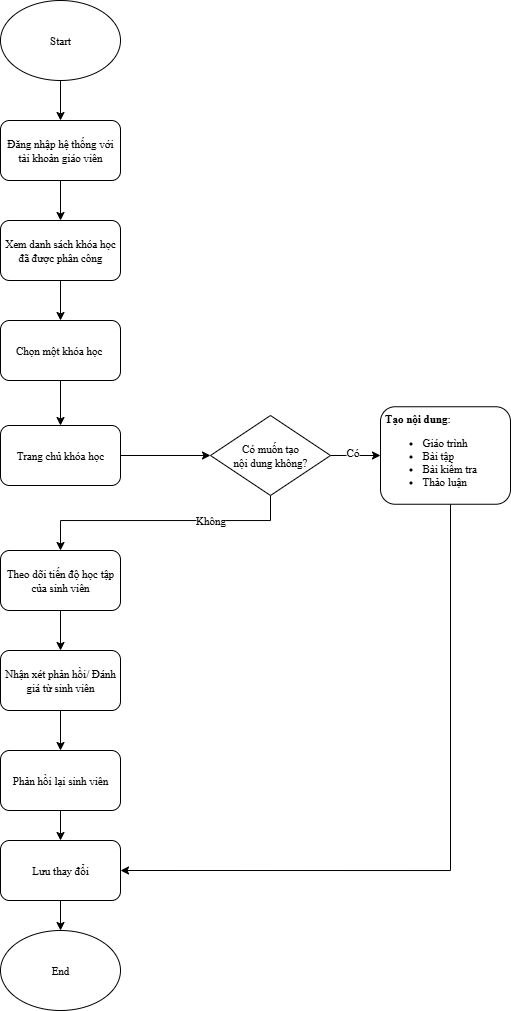 Start
Đăng nhập hệ thống với
tài khoản giáo viên
Xem danh sách khóa học
đã được phân công
Chọn một khóa học
Trang chủ khóa học
Có muốn tạo
nội dung không?
Có
Tạo nội dung:
• Giáo trình
• Bài tập
• Bài kiểm tra
• Thảo luận
Không
Theo dõi tiến độ học tập
của sinh viên
Nhận xét phản hồi/ Đánh
giá từ sinh viên
Phản hồi lại sinh viên
Lưu thay đổi
End